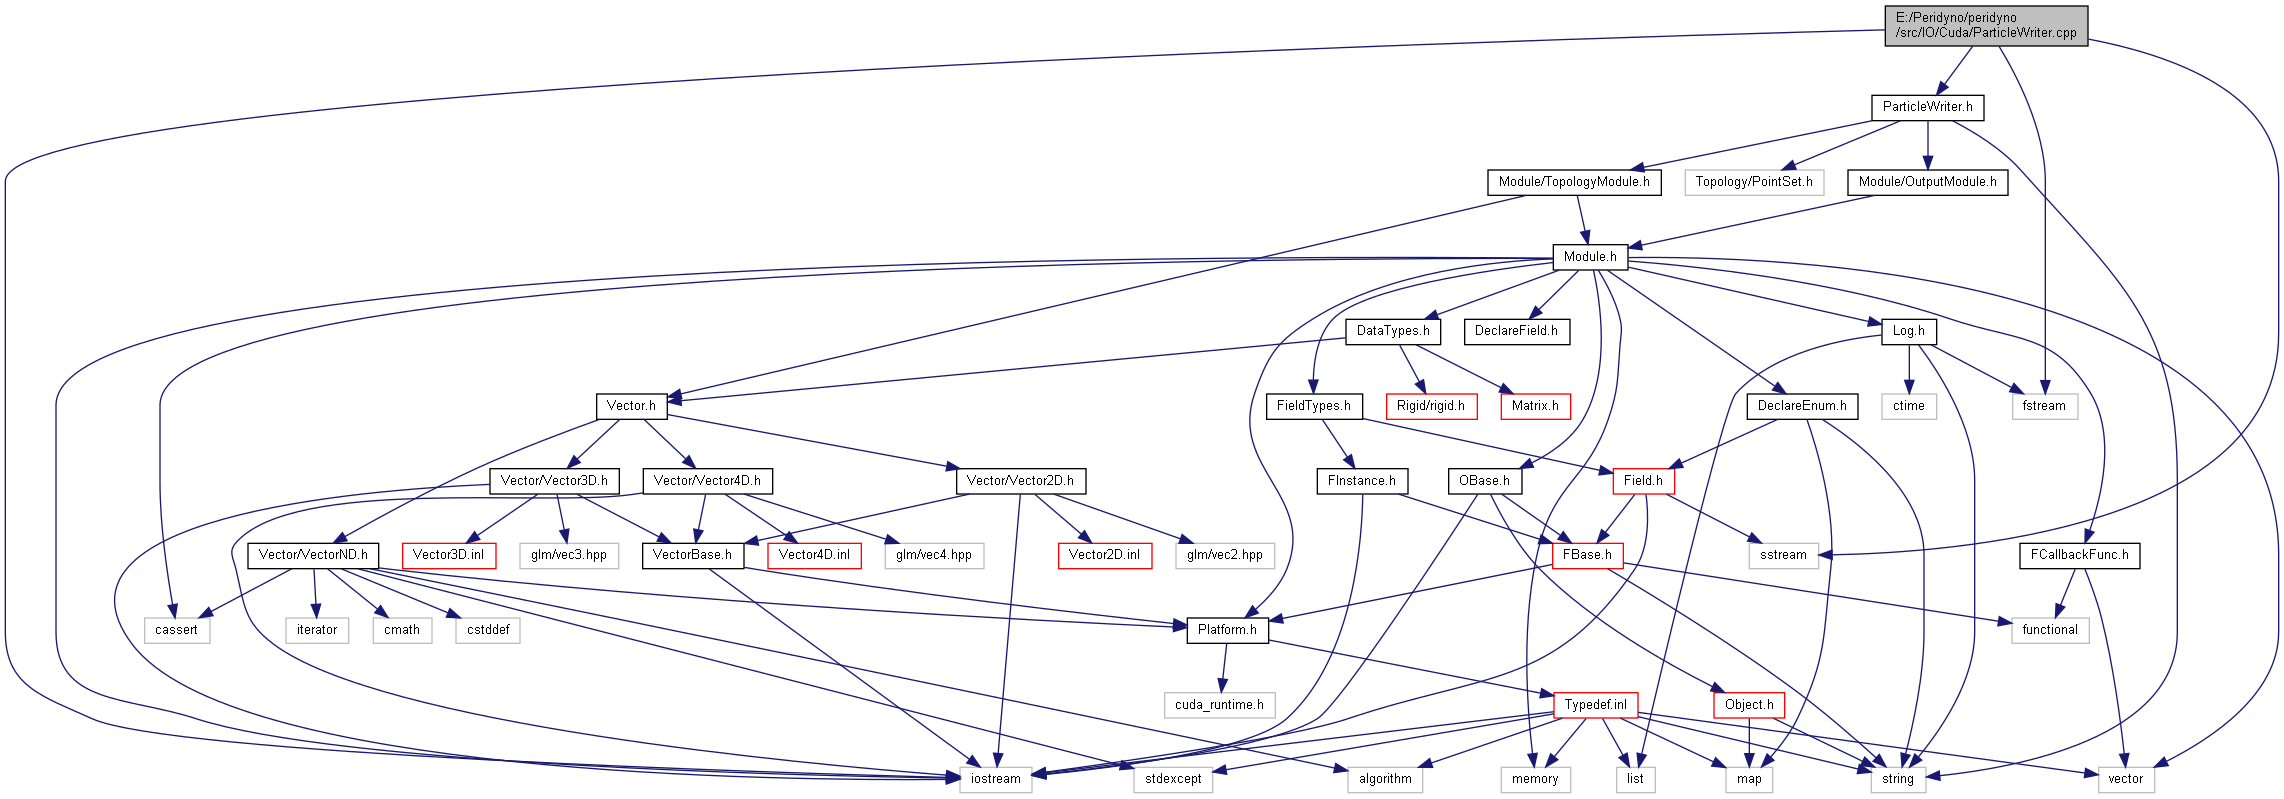 E:/Peridyno/peridyno
/src/IO/Cuda/ParticleWriter.cpp
ParticleWriter.h
Module/TopologyModule.h
Topology/PointSet.h
Module/OutputModule.h
Module.h
DataTypes.h
DeclareField.h
Log.h
Vector.h
FieldTypes.h
Rigid/rigid.h
Matrix.h
DeclareEnum.h
ctime
fstream
Vector/Vector3D.h
Vector/Vector4D.h
Vector/Vector2D.h
FInstance.h
OBase.h
Field.h
Vector/VectorND.h
Vector3D.inl
glm/vec3.hpp
VectorBase.h
Vector4D.inl
glm/vec4.hpp
Vector2D.inl
glm/vec2.hpp
FBase.h
sstream
FCallbackFunc.h
cassert
iterator
cmath
cstddef
Platform.h
functional
cuda_runtime.h
Typedef.inl
Object.h
iostream
stdexcept
algorithm
memory
list
map
string
vector